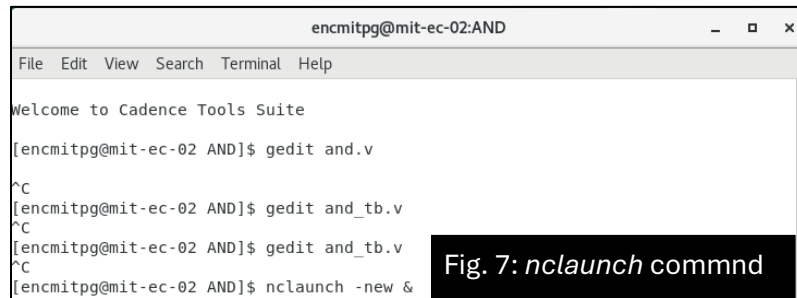 encmitpg@mit-ec-02:AND
File Edit View Search Terminal Help
Welcome to Cadence Tools Suite
[encmitpg@mit-ec-02 AND]$ gedit and.v
^C
[encmitpg@mit-ec-02 AND]$ gedit and_tb.v
^C
[encmitpg@mit-ec-02 AND]$ gedit and_tb.v
^C
[encmitpg@mit-ec-02 AND]$ nclaunch -new &
Fig. 7: nclaunch commnd